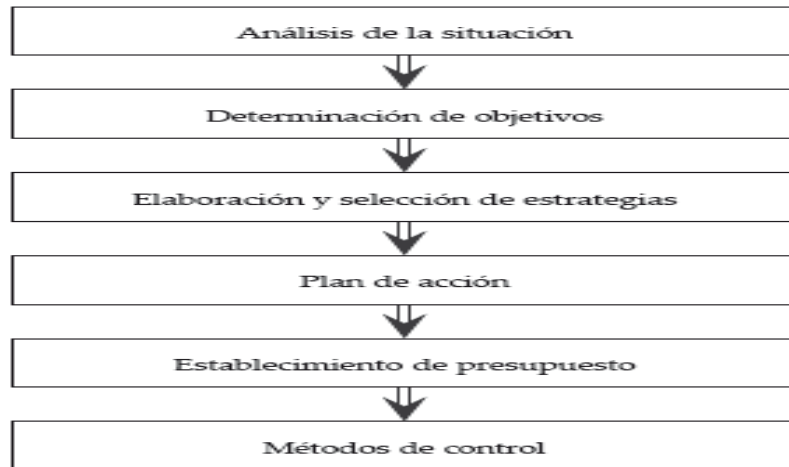 Análisis de la situación
Determinación de objetivos
Elaboración y selección de estrategias
Plan de acción
Establecimiento de presupuesto
Métodos de control